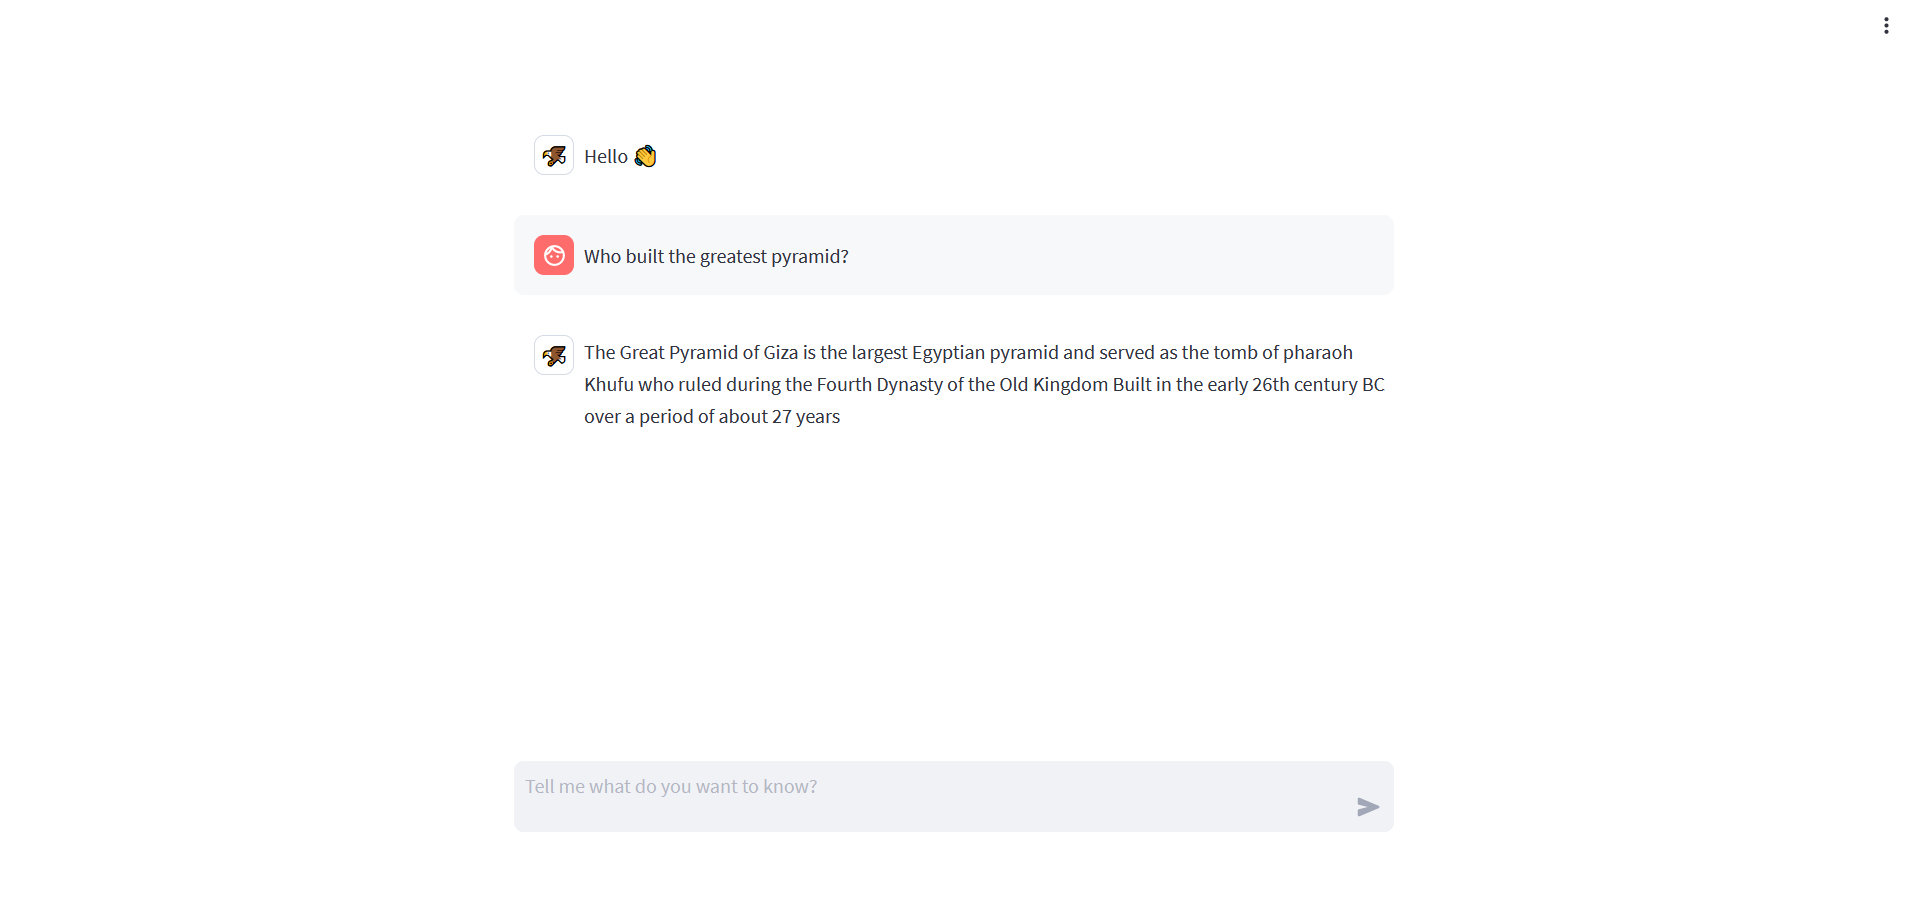 Hello 👏
Who built the greatest pyramid?
The Great Pyramid of Giza is the largest Egyptian pyramid and served as the tomb of pharaoh
Khufu who ruled during the Fourth Dynasty of the Old Kingdom Built in the early 26th century BC
over a period of about 27 years
Tell me what do you want to know?